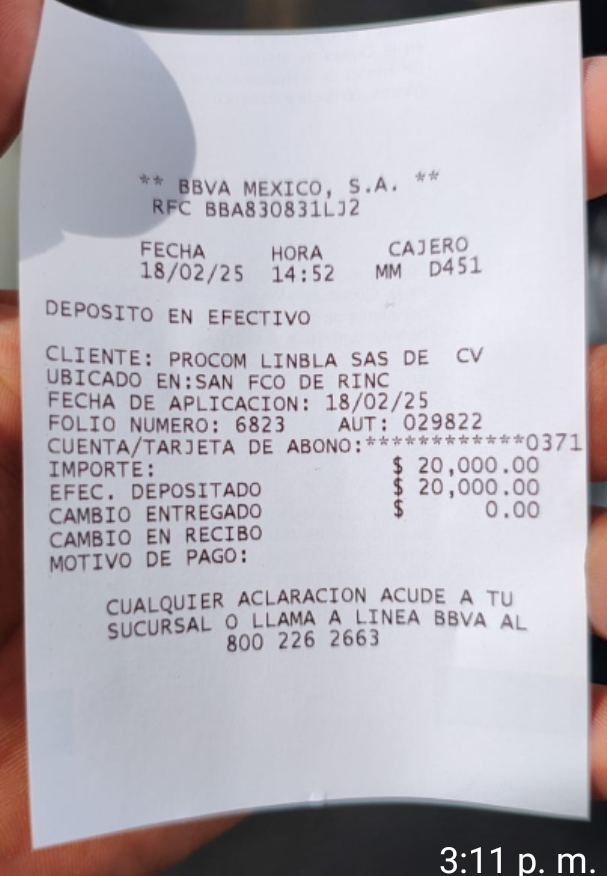 ** BBVA MEXICO, S.A. **
RFC BBA830831LJ2
FECHA HORA CAJERO
18/02/25 14:52 MM D451
DEPOSITO EN EFECTIVO
CLIENTE: PROCOM LINBLA SAS DE CV
UBICADO EN:SAN FCO DE RINC
FECHA DE APLICACION: 18/02/25
FOLIO NUMERO: 6823 AUT: 029822
CUENTA/TARJETA DE ABONO:************0371
IMPORTE: $ 20,000.00
EFEC. DEPOSITADO $ 20,000.00
CAMBIO ENTREGADO $ 0.00
CAMBIO EN RECIBO
MOTIVO DE PAGO:
CUALQUIER ACLARACION ACUDE A TU
SUCURSAL O LLAMA A LINEA BBVA AL
800 226 2663
3:11 p. m.